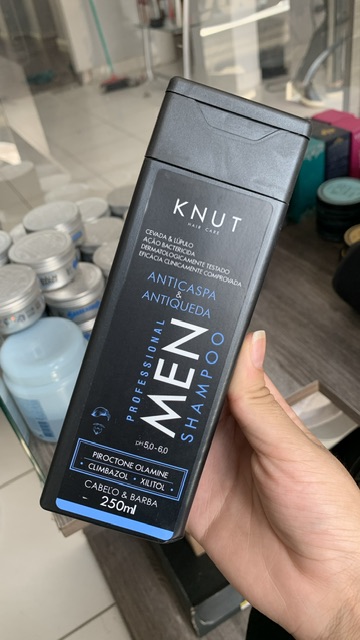 KNUT
HAIR CARE
CEVADA & LÚPULO
AÇÃO BACTERICIDA
DERMATOLOGICAMENTE TESTADO
EFICÁCIA CLINICAMENTE COMPROVADA
ANTICASPA
&
ANTIQUEDA
PROFESSIONAL
MEN
SHAMPOO
pH 5.0-6.0
PIROCTONE OLAMINE
• CLIMBAZOL • XILITOL •
CABELO & BARBA
250ml